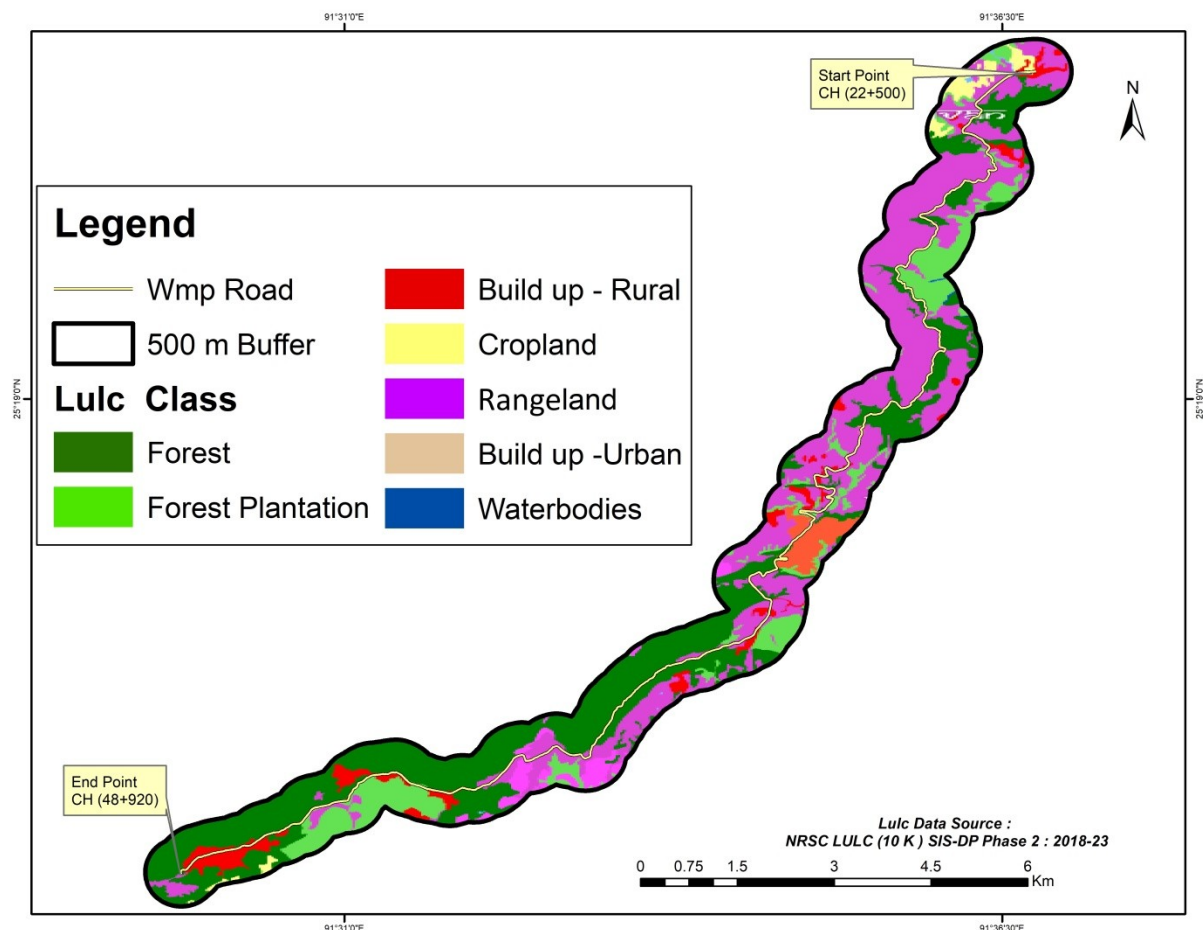 91°31'0"E
91°36'30"E
Start Point
CH (22+500)
N
Legend
Wmp Road
500 m Buffer
Lulc Class
Forest
Forest Plantation
Build up - Rural
Cropland
Rangeland
Build up -Urban
Waterbodies
25°19'0"N
25°19'0"N
End Point
CH (48+920)
Lulc Data Source :
NRSC LULC (10 K ) SIS-DP Phase 2 : 2018-23
0 0.75 1.5 3 4.5 6
Km
91°31'0"E
91°36'30"E